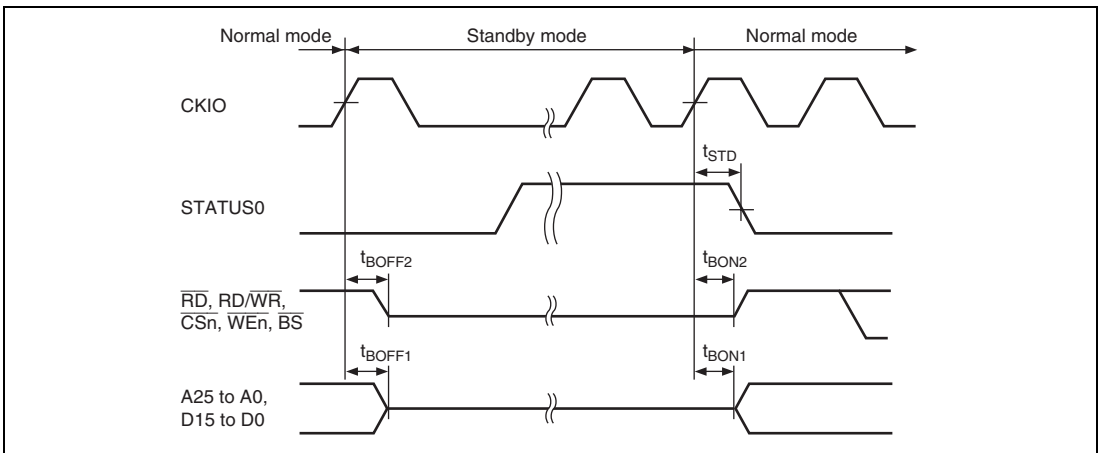 Normal mode Standby mode Normal mode
CKIO
tSTD
STATUS0
tBOFF2 tBON2
RD, RD/WR,
CSn, WEn, BS
tBOFF1 tBON1
A25 to A0,
D15 to D0